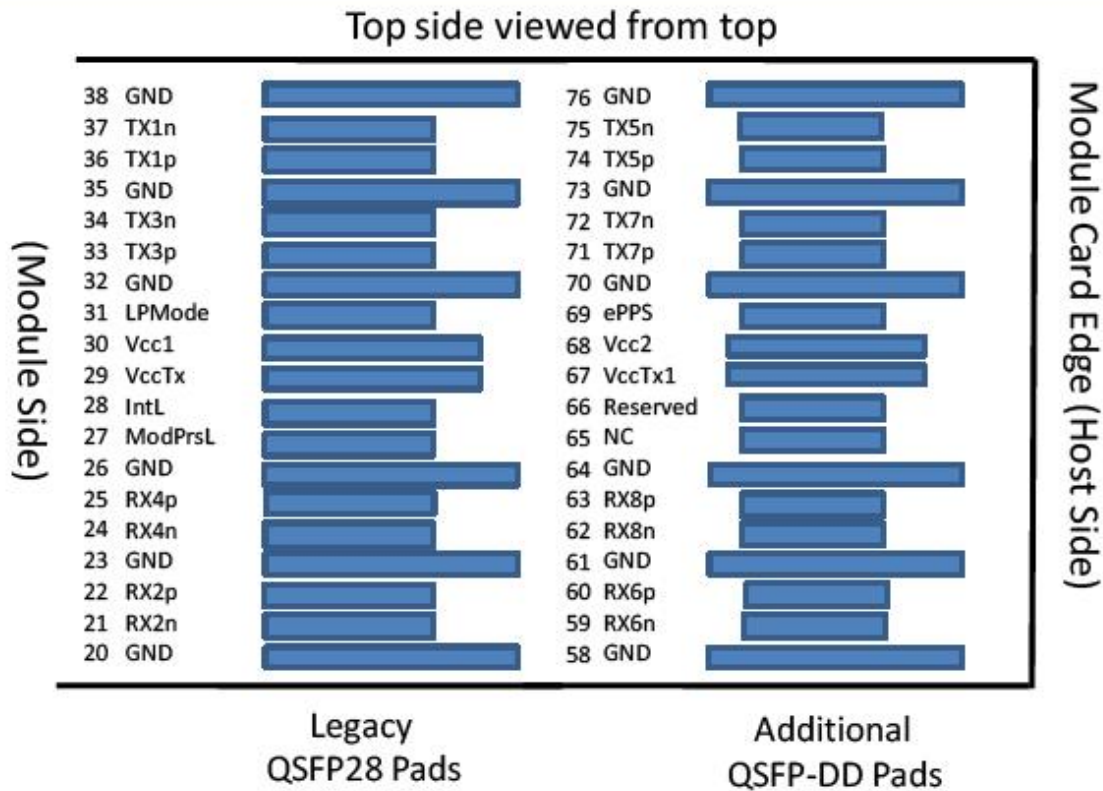 Top side viewed from top
38 GND 76 GND
37 TX1n 75 TX5n
36 TX1p 74 TX5p
35 GND 73 GND
34 TX3n 72 TX7n
33 TX3p 71 TX7p
32 GND 70 GND
31 LPMode 69 ePPS
30 Vcc1 68 Vcc2
29 VccTx 67 VccTx1
28 IntL 66 Reserved
27 ModPrsL 65 NC
26 GND 64 GND
25 RX4p 63 RX8p
24 RX4n 62 RX8n
23 GND 61 GND
22 RX2p 60 RX6p
21 RX2n 59 RX6n
20 GND 58 GND
(Module Side)
Module Card Edge (Host Side)
Legacy
QSFP28 Pads
Additional
QSFP-DD Pads